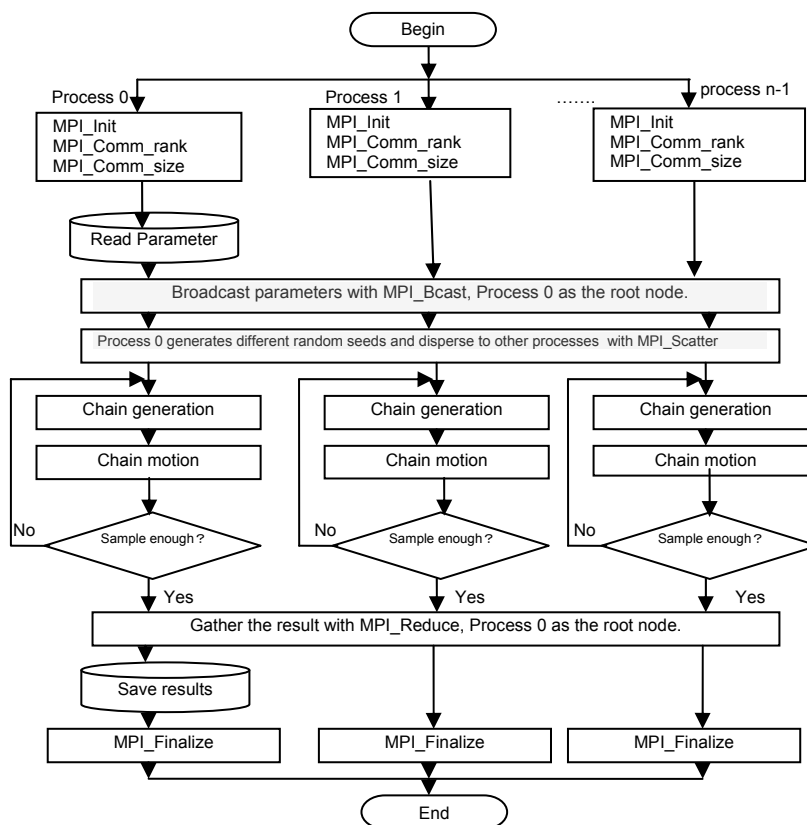 Begin
Process 0
Process 1
.......
process n-1
MPI_Init
MPI_Comm_rank
MPI_Comm_size
MPI_Init
MPI_Comm_rank
MPI_Comm_size
MPI_Init
MPI_Comm_rank
MPI_Comm_size
Read Parameter
Broadcast parameters with MPI_Bcast, Process 0 as the root node.
Process 0 generates different random seeds and disperse to other processes with MPI_Scatter
Chain generation
Chain generation
Chain generation
Chain motion
Chain motion
Chain motion
No
Sample enough?
No
Sample enough?
No
Sample enough?
Yes
Yes
Yes
Gather the result with MPI_Reduce, Process 0 as the root node.
Save results
MPI_Finalize
MPI_Finalize
MPI_Finalize
End